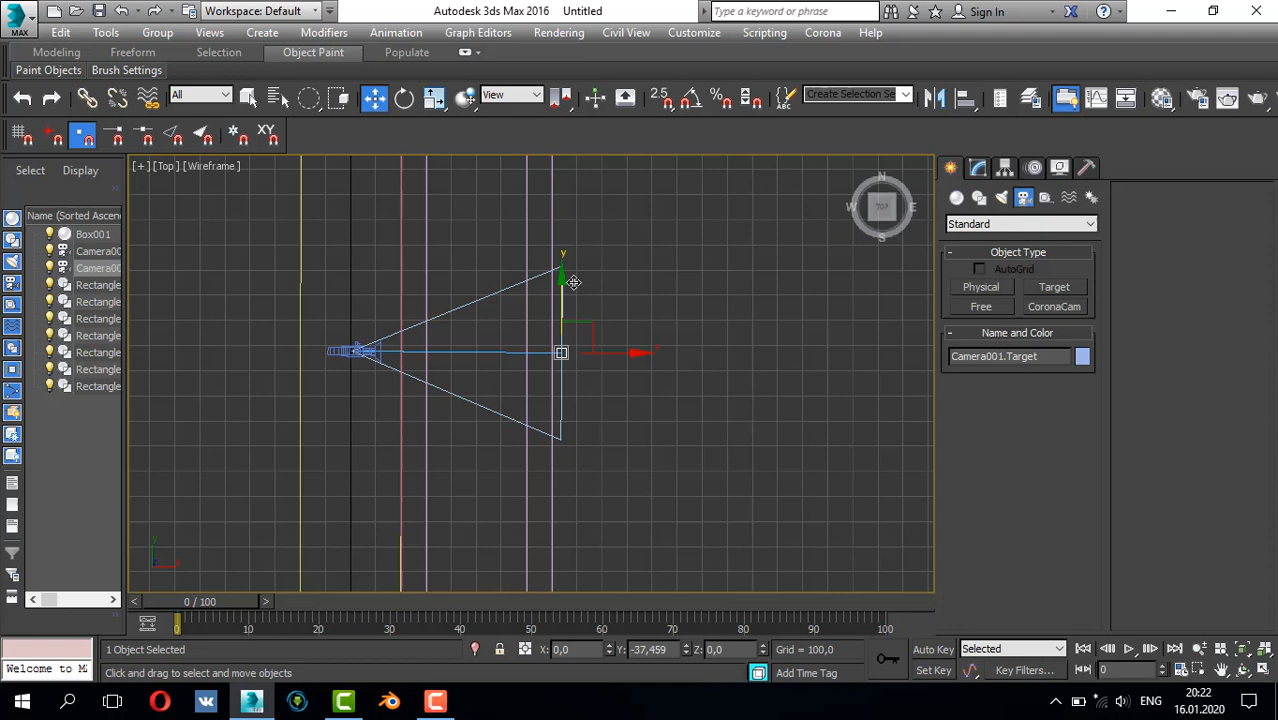 MAX
Workspace: Default
Autodesk 3ds Max 2016 Untitled
Type a keyword or phrase
Sign In
Edit Tools Group Views Create Modifiers Animation Graph Editors Rendering Civil View Customize Scripting Corona Help
Modeling Freeform Selection Object Paint Populate
Paint Objects Brush Settings
All
View
2.5
Create Selection Se
XY
Select Display
[+] [Top] [Wireframe]
Name (Sorted Ascen
Box001
Camera00
Camera00
Rectangle
Rectangle
Rectangle
Rectangle
Rectangle
Rectangle
Rectangle
N
W TOP E
S
y
x
y
x
Standard
- Object Type
AutoGrid
Physical Target
Free CoronaCam
- Name and Color
Camera001.Target
< 0 / 100 >
0 10 20 30 40 50 60 70 80 90 100
1 Object Selected X: 0,0 Y: -37,459 Z: 0,0 Grid = 100,0 Auto Key Selected
Welcome to M Click and drag to select and move objects Add Time Tag Set Key Key Filters... 0
ENG 20:22
16.01.2020